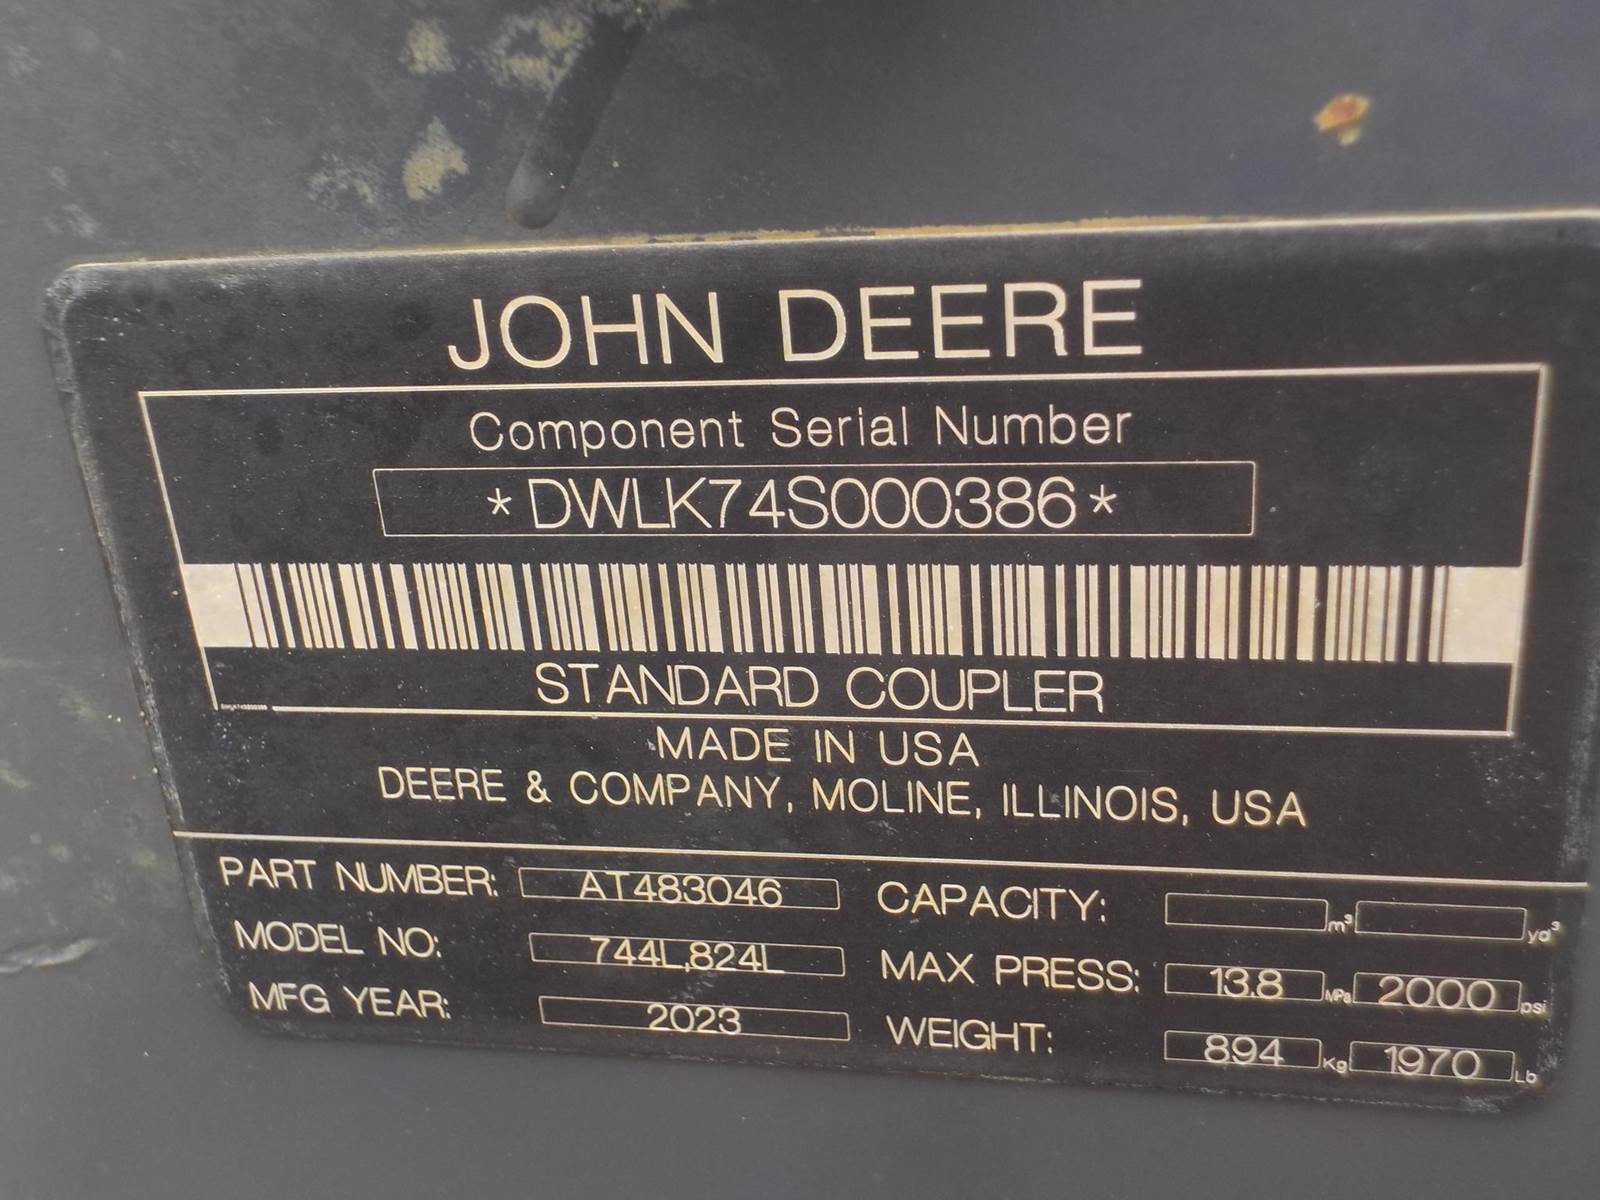 JOHN DEERE
Component Serial Number
*DWLK74S000386*
STANDARD COUPLER
MADE IN USA
DEERE & COMPANY, MOLINE, ILLINOIS, USA
PART NUMBER: AT483046 CAPACITY: m³ yd³
MODEL NO: 744L,824L MAX PRESS: 13.8 MPa 2000 psi
MFG YEAR: 2023 WEIGHT: 894 Kg 1970 Lb